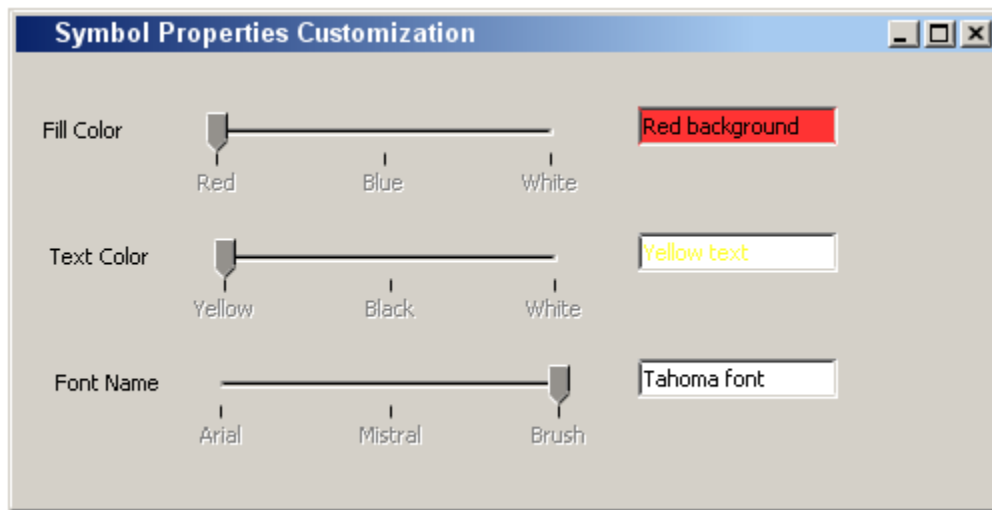 Symbol Properties Customization
Fill Color
Red background
Red Blue White
Text Color
Yellow text
Yellow Black White
Font Name
Tahoma font
Arial Mistral Brush